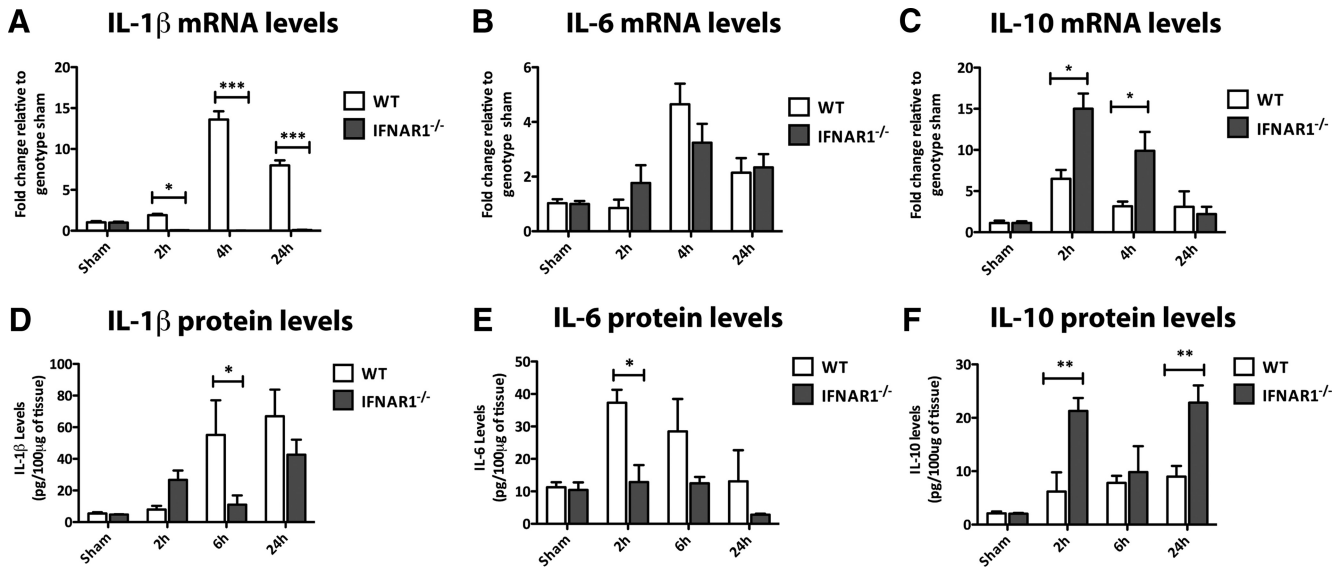 A IL-1β mRNA levels
Fold change relative to
genotype sham
20
15
10
5
0
***
***
*
WT
IFNAR1-/-
Sham 2h 4h 24h
B IL-6 mRNA levels
Fold change relative to
genotype sham
6
4
2
0
WT
IFNAR1-/-
Sham 2h 4h 24h
C IL-10 mRNA levels
Fold change relative to
genotype sham
20
15
10
5
0
*
*
WT
IFNAR1-/-
Sham 2h 4h 24h
D IL-1β protein levels
IL-1β Levels
(pg/100ug of tissue)
100
80
60
40
20
0
*
WT
IFNAR1-/-
Sham 2h 6h 24h
E IL-6 protein levels
IL-6 Levels
(pg/100μg of tissue)
50
40
30
20
10
0
*
WT
IFNAR1-/-
Sham 2h 6h 24h
F IL-10 protein levels
IL-10 levels
(pg/100ug of tissue)
30
20
10
0
**
**
WT
IFNAR1-/-
Sham 2h 6h 24h